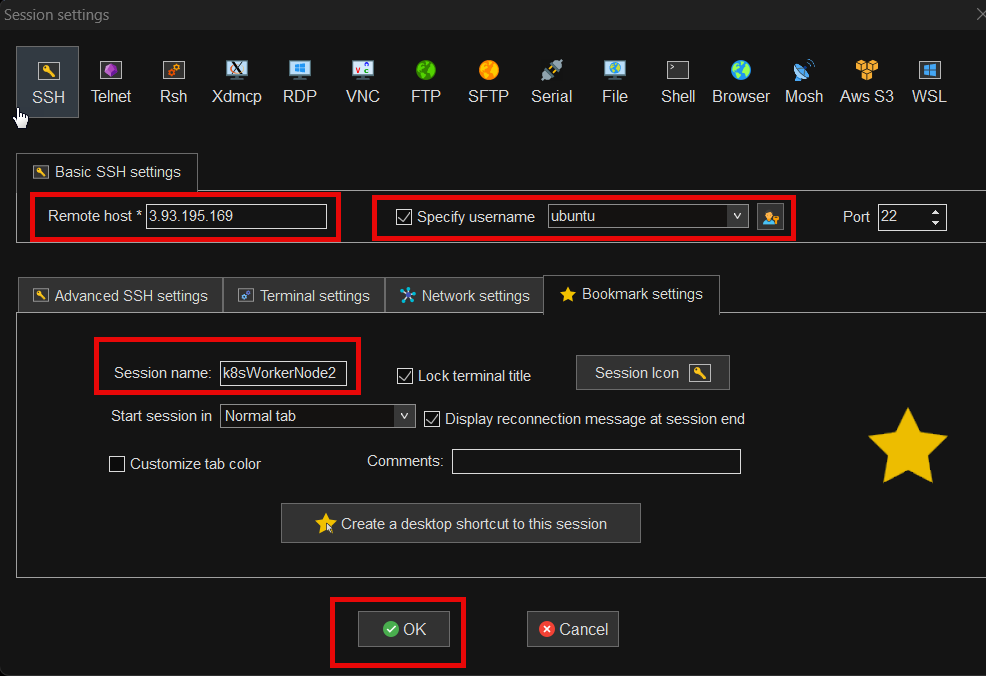 Session settings
SSH Telnet Rsh Xdmcp RDP VNC FTP SFTP Serial File Shell Browser Mosh Aws S3 WSL
Basic SSH settings
Remote host * 3.93.195.169 Specify username ubuntu Port 22
Advanced SSH settings Terminal settings Network settings Bookmark settings
Session name: k8sWorkerNode2 Lock terminal title Session Icon
Start session in Normal tab Display reconnection message at session end
Customize tab color Comments:
Create a desktop shortcut to this session
OK Cancel